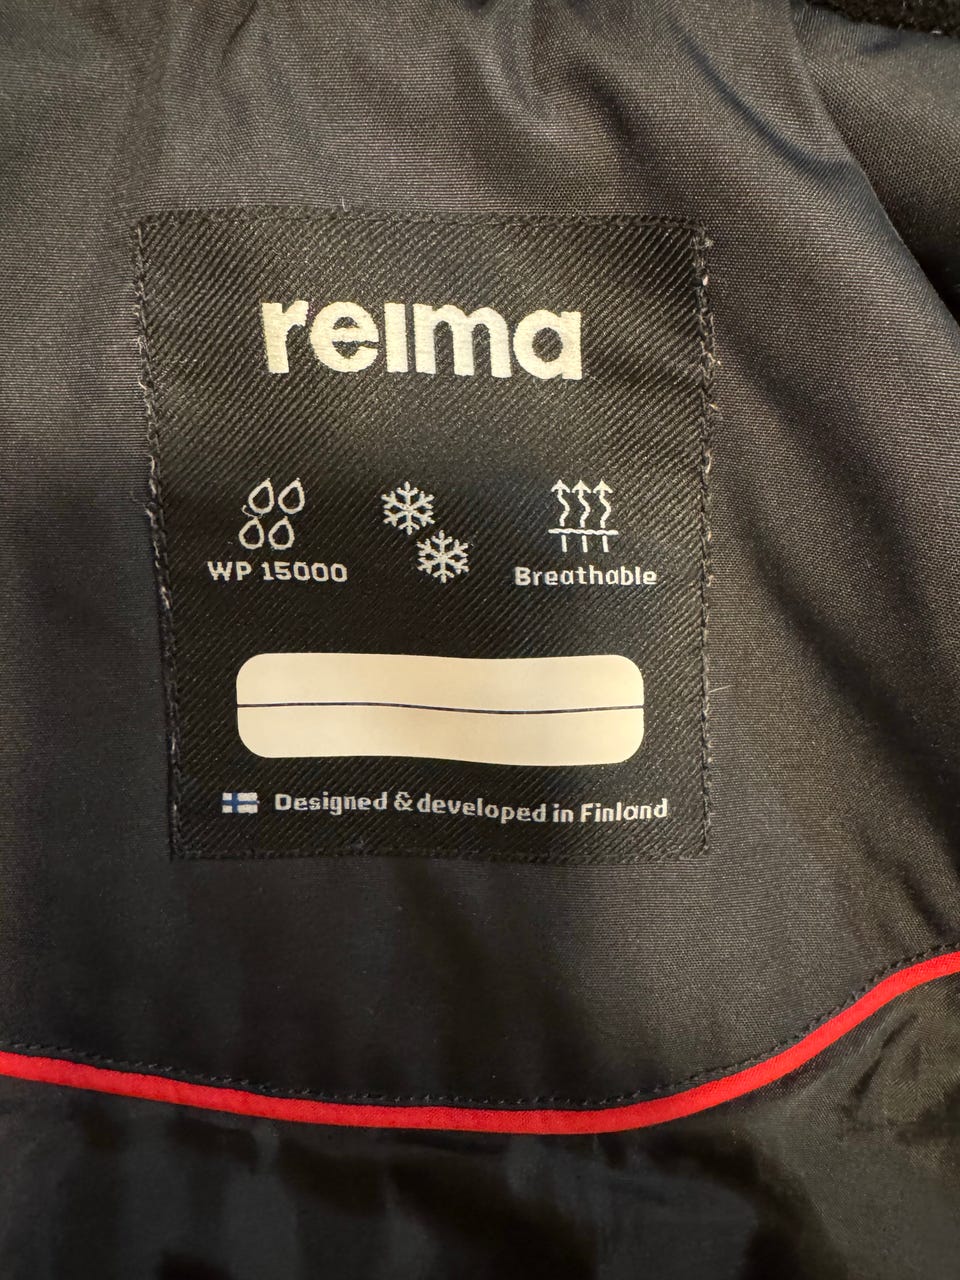 reima
WP 15000
Breathable
Designed & developed in Finland